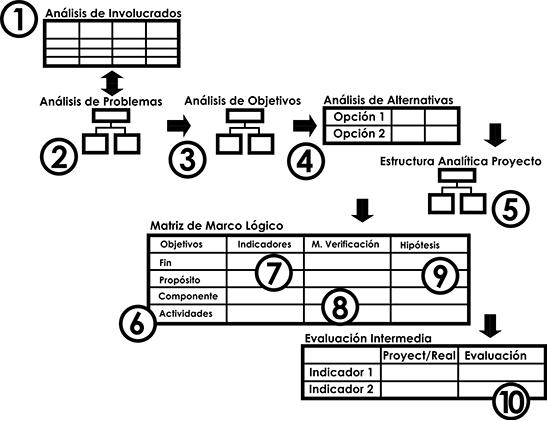 1
Análisis de Involucrados
Análisis de Problemas
Análisis de Objetivos
Análisis de Alternativas
Opción 1
Opción 2
2
3
4
Estructura Analítica Proyecto
5
Matriz de Marco Lógico
Objetivos Indicadores M. Verificación Hipótesis
Fin
7
9
Propósito
Componente
8
6
Actividades
Evaluación Intermedia
Proyect/Real Evaluación
Indicador 1
Indicador 2
10